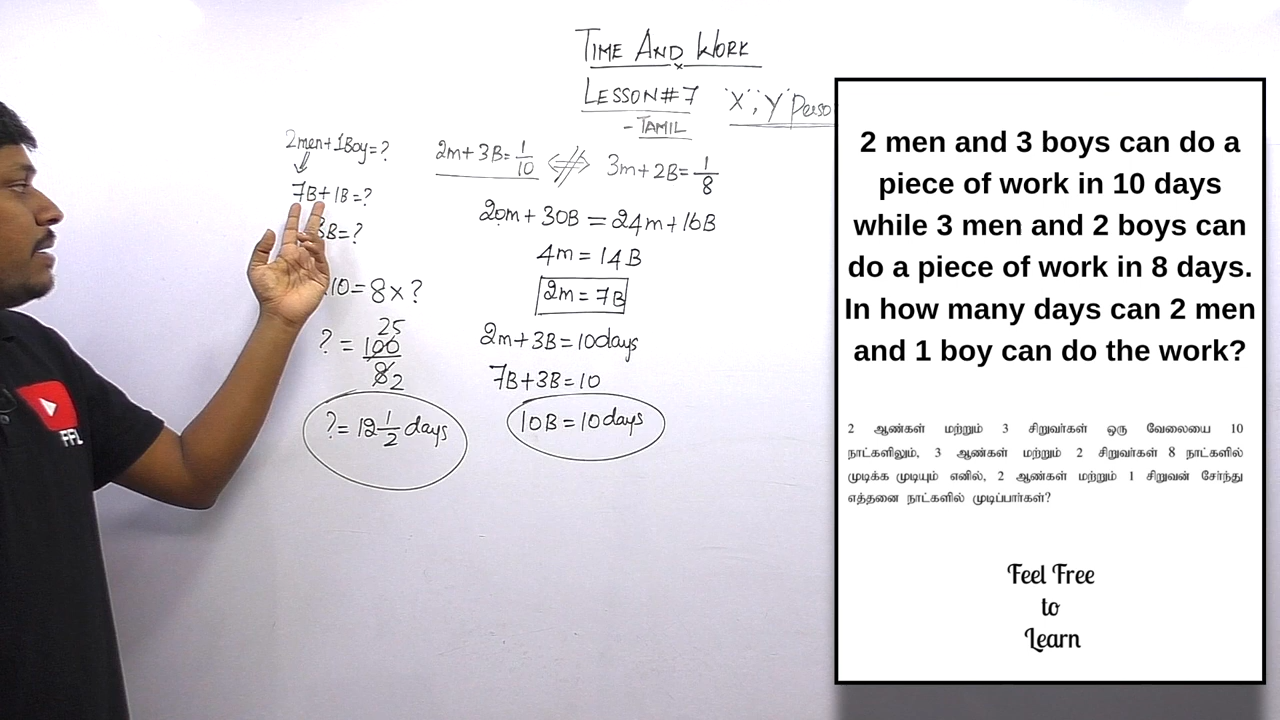 TIME AND WORK
LESSON#7
- TAMIL
"X", "Y" Perso
2men+1Boy=?
7B+1B=?
8B=?
10=8×?
25
?=100
8 2
?=12 1/2 days
2m+3B=1/10 <=> 3m+2B=1/8
20m+30B=24m+16B
4m=14B
2m=7B
2m+3B=10days
7B+3B=10
10B=10days
FFL
2 men and 3 boys can do a
piece of work in 10 days
while 3 men and 2 boys can
do a piece of work in 8 days.
In how many days can 2 men
and 1 boy can do the work?
2 ஆண்கள் மற்றும் 3 சிறுவர்கள் ஒரு வேலையை 10
நாட்களிலும், 3 ஆண்கள் மற்றும் 2 சிறுவர்கள் 8 நாட்களில்
முடிக்க முடியும் எனில், 2 ஆண்கள் மற்றும் 1 சிறுவன் சேர்ந்து
எத்தனை நாட்களில் முடிப்பார்கள்?
Feel Free
to
Learn